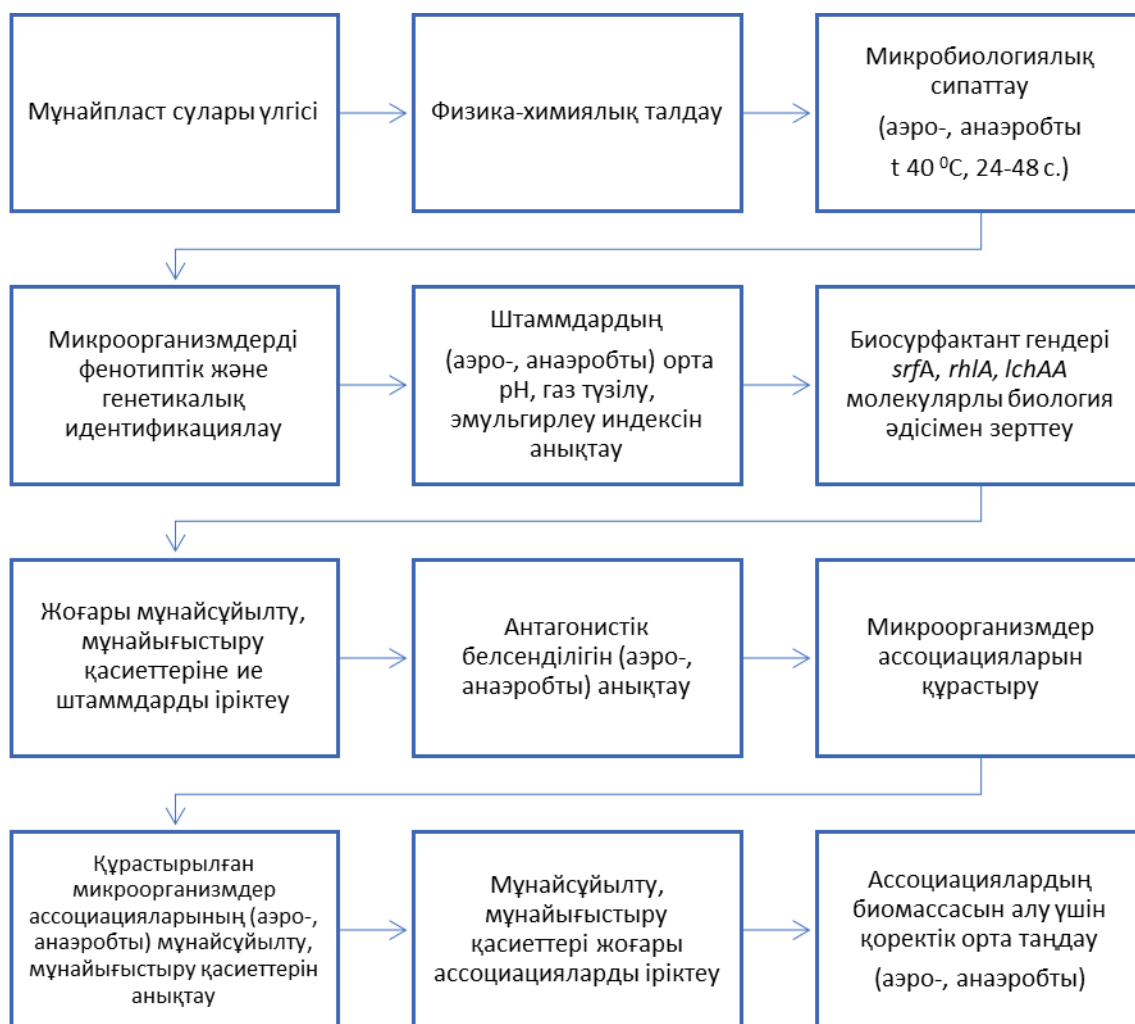 Мұнайпласт сулары үлгісі
Физика-химиялық талдау
Микробиологиялық
сипаттау
(аэро-, анаэробты
t 40 ⁰C, 24-48 с.)
Микроорганизмдерді
фенотиптік және
генетикалық
идентификациялау
Штаммдардың
(аэро-, анаэробты) орта
рН, газ түзілу,
эмульгирлеу индексін
анықтау
Биосурфактант гендері
srfA, rhlA, lchAA
молекулярлы биология
әдісімен зерттеу
Жоғары мұнайсұйылту,
мұнайығыстыру
қасиеттеріне ие
штаммдарды іріктеу
Антагонистік
белсенділігін (аэро-,
анаэробты) анықтау
Микроорганизмдер
ассоциацияларын
құрастыру
Құрастырылған
микроорганизмдер
ассоциацияларының (аэро-,
анаэробты) мұнайсұйылту,
мұнайығыстыру қасиеттерін
анықтау
Мұнайсұйылту,
мұнайығыстыру
қасиеттері жоғары
ассоциацияларды іріктеу
Ассоциациялардың
биомассасын алу үшін
қоректік орта таңдау
(аэро-, анаэробты)